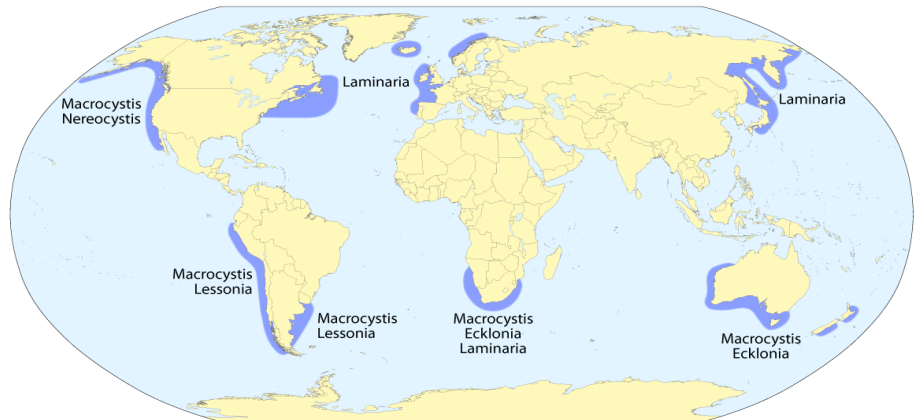 Macrocystis
Nereocystis
Laminaria
Laminaria
Macrocystis
Lessonia
Macrocystis
Lessonia
Macrocystis
Ecklonia
Laminaria
Macrocystis
Ecklonia